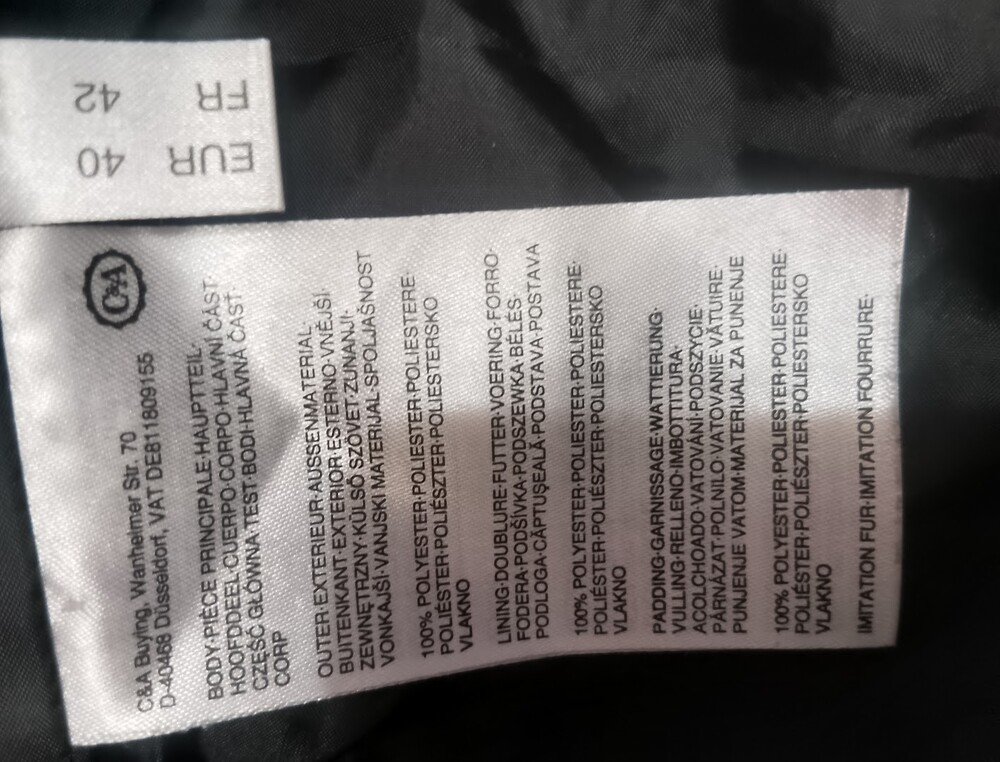 EUR FR
40 42
C&A
C&A Buying, Wanheimer Str. 70
D-40468 Düsseldorf, VAT DE811809155
BODY·PIÈCE PRINCIPALE·HAUPTTEIL·
HOOFDDEEL·CUERPO·CORPO·HLAVNÍ ČÁST·
CZĘŚĆ GŁÓWNA·TEST·BODI·HLAVNÁ ČASŤ·
CORP
OUTER·EXTERIEUR·AUSSENMATERIAL·
BUITENKANT·EXTERIOR·ESTERNO·VNĚJŠÍ·
ZEWNĘTRZNY·KÜLSŐ SZÖVET·ZUNANJI·
VONKAJŠÍ·VANJSKI MATERIJAL·SPOLJAŠNOST
100% POLYESTER·POLIESTER·POLIESTERE·
POLIÉSTER·POLIÉSZTER·POLIESTERSKO
VLAKNO
LINING·DOUBLURE·FUTTER·VOERING·FORRO·
FODERA·PODŠÍVKA·PODSZEWKA·BÉLÉS·
PODLOGA·CĂPTUŞEALĂ·PODSTAVA·POSTAVA
100% POLYESTER·POLIESTER·POLIESTERE·
POLIÉSTER·POLIÉSZTER·POLIESTERSKO
VLAKNO
PADDING·GARNISSAGE·WATTIERUNG·
VULLING·RELLENO·IMBOTTITURA·
ACOLCHOADO·VATOVÁNÍ·PODSZYCIE·
PÁRNÁZAT·POLNILO·VATOVANIE·VĂTUIRE·
PUNJENJE VATOM·MATERIJAL ZA PUNENJE
100% POLYESTER·POLIESTER·POLIESTERE·
POLIÉSTER·POLIÉSZTER·POLIESTERSKO
VLAKNO
IMITATION FUR·IMITATION FOURRURE·